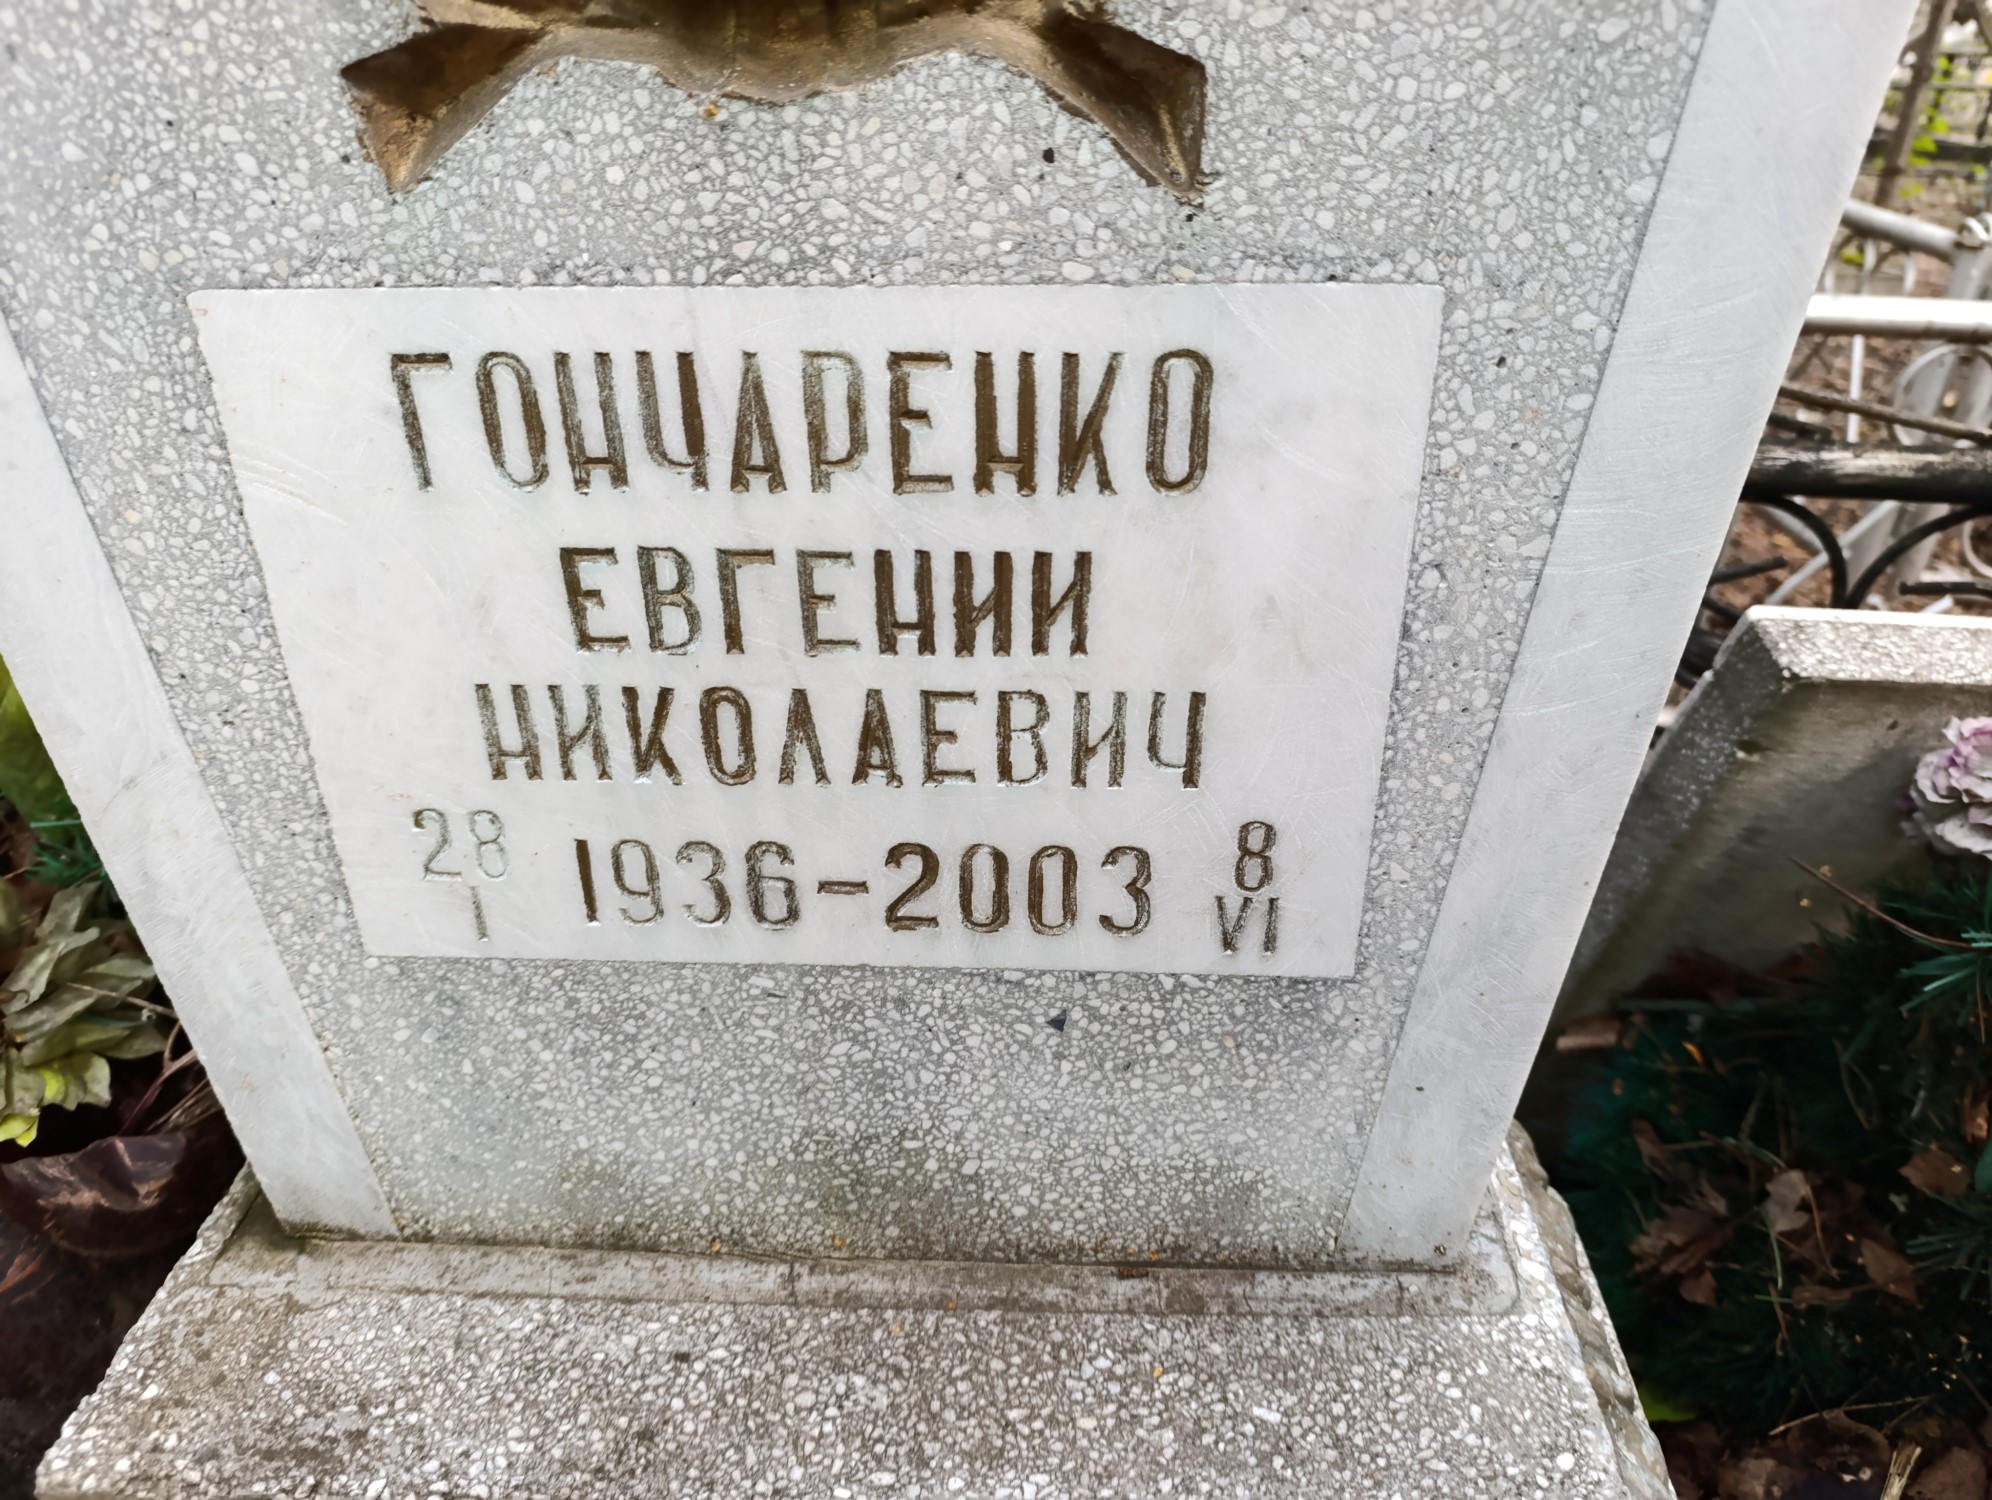 ГОНЧАРЕНКО
ЕВГЕНИИ
НИКОЛАЕВИЧ
28 I 1936-2003 8 VI